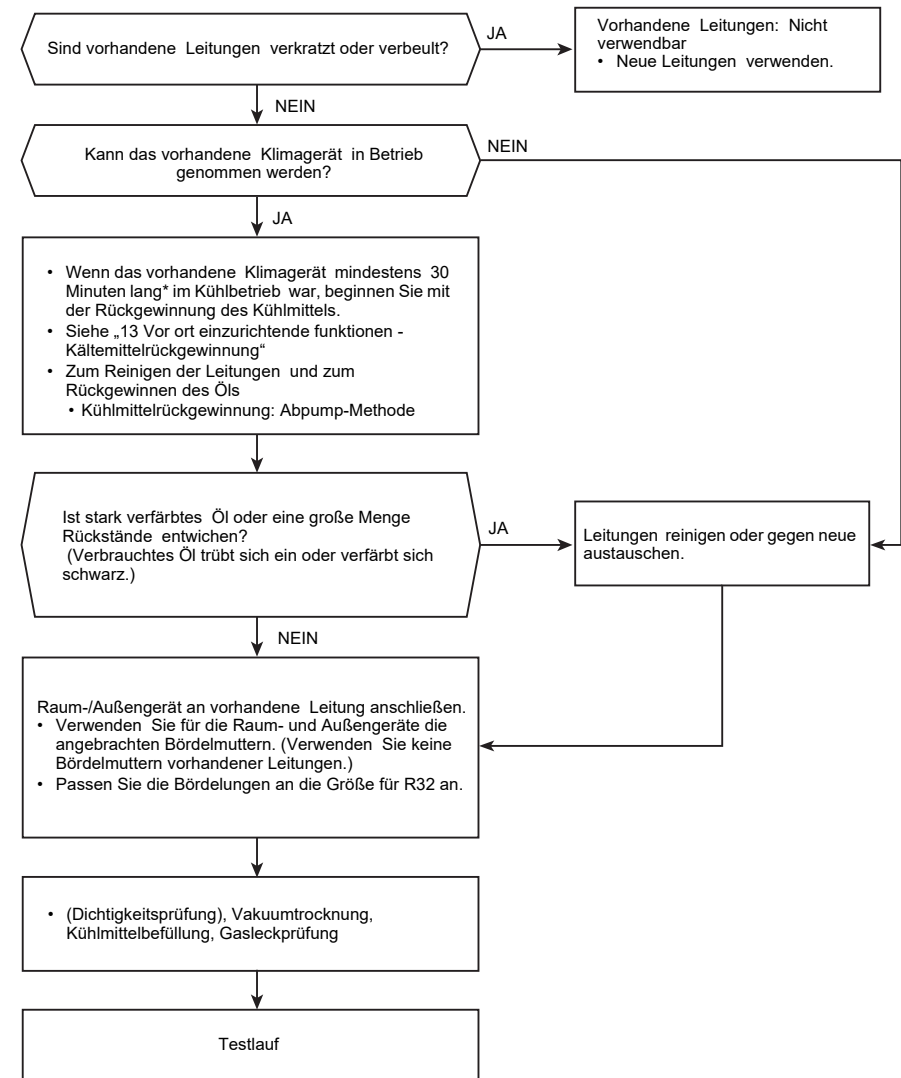 Sind vorhandene Leitungen verkratzt oder verbeult?
JA
Vorhandene Leitungen: Nicht
verwendbar
• Neue Leitungen verwenden.
NEIN
Kann das vorhandene Klimagerät in Betrieb
genommen werden?
NEIN
JA
• Wenn das vorhandene Klimagerät mindestens 30
Minuten lang* im Kühlbetrieb war, beginnen Sie mit
der Rückgewinnung des Kühlmittels.
• Siehe „13 Vor ort einzurichtende funktionen -
Kältemittelrückgewinnung“
• Zum Reinigen der Leitungen und zum
Rückgewinnen des Öls
• Kühlmittelrückgewinnung: Abpump-Methode
Ist stark verfärbtes Öl oder eine große Menge
Rückstände entwichen?
(Verbrauchtes Öl trübt sich ein oder verfärbt sich
schwarz.)
JA
Leitungen reinigen oder gegen neue
austauschen.
NEIN
Raum-/Außengerät an vorhandene Leitung anschließen.
• Verwenden Sie für die Raum- und Außengeräte die
angebrachten Bördelmuttern. (Verwenden Sie keine
Bördelmuttern vorhandener Leitungen.)
• Passen Sie die Bördelungen an die Größe für R32 an.
• (Dichtigkeitsprüfung), Vakuumtrocknung,
Kühlmittelbefüllung, Gasleckprüfung
Testlauf